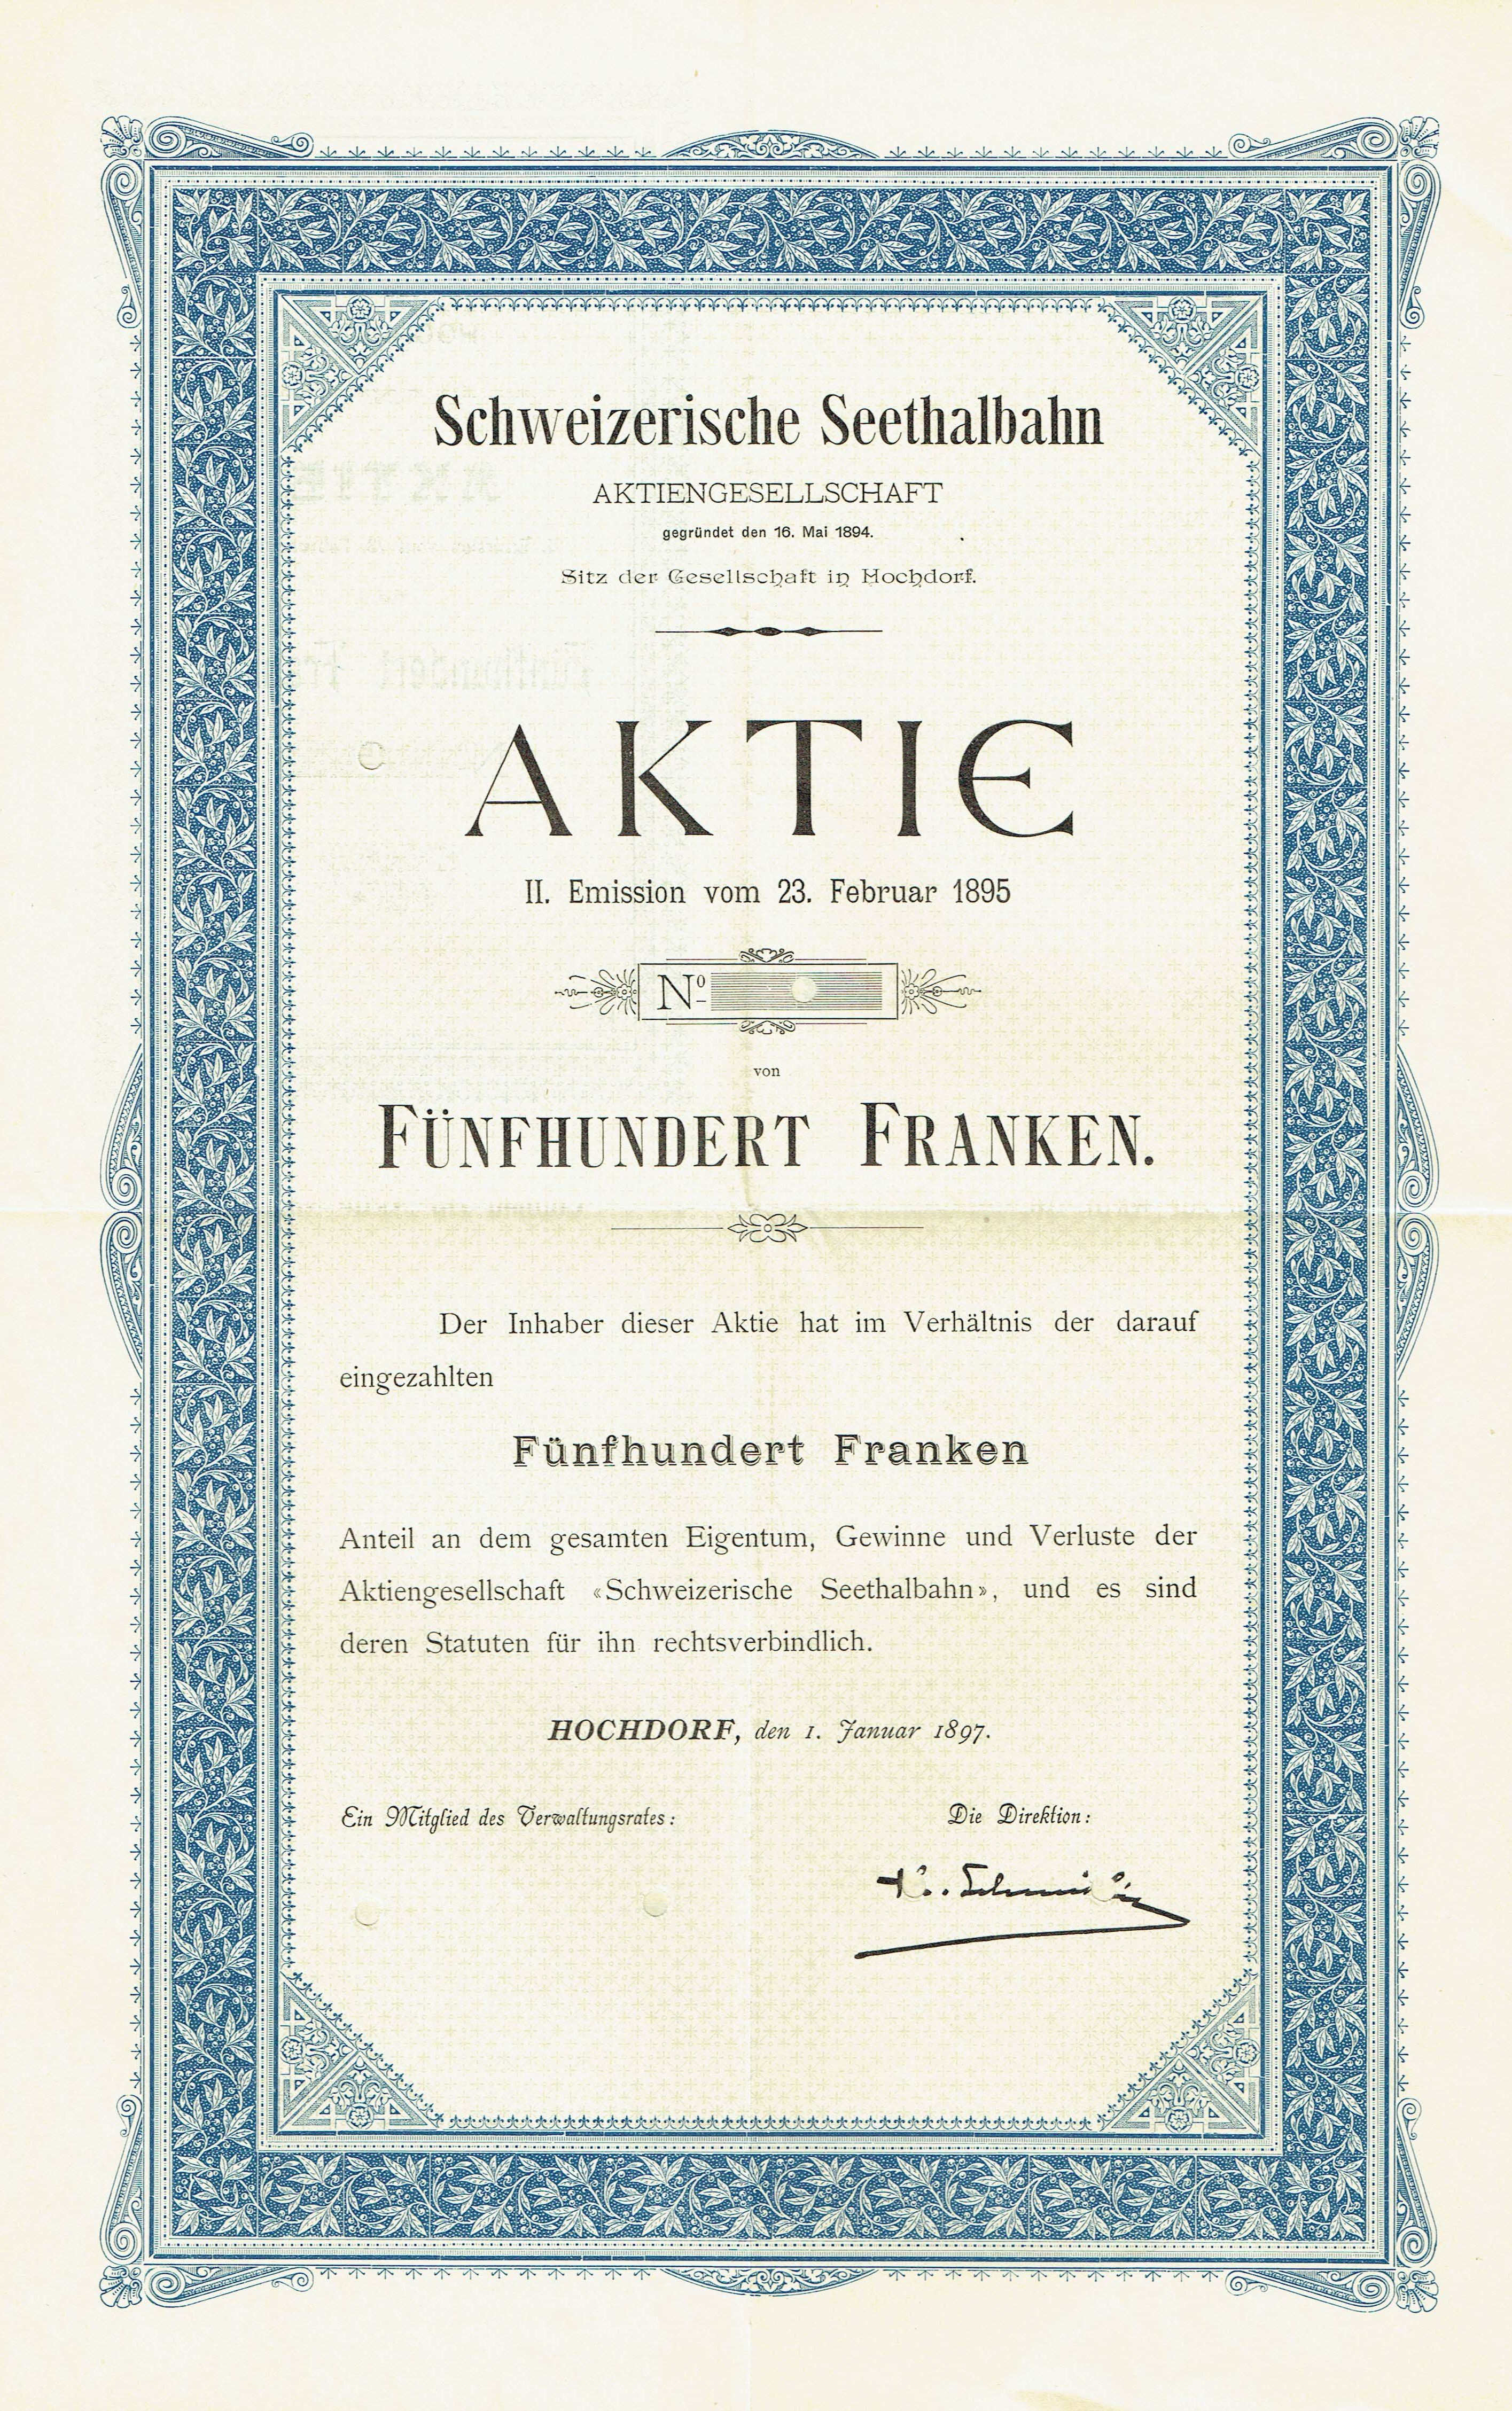 Schweizerische Seethalbahn
AKTIENGESELLSCHAFT
gegründet den 16. Mai 1894.
Sitz der Gesellschaft in Hochdorf.
AKTIE
II. Emission vom 23. Februar 1895
No
von
FÜNFHUNDERT FRANKEN.
Der Inhaber dieser Aktie hat im Verhältnis der darauf
eingezahlten
Fünfhundert Franken
Anteil an dem gesamten Eigentum, Gewinne und Verluste der
Aktiengesellschaft «Schweizerische Seethalbahn», und es sind
deren Statuten für ihn rechtsverbindlich.
HOCHDORF, den 1. Januar 1897.
Ein Mitglied des Verwaltungsrates:
Die Direktion: